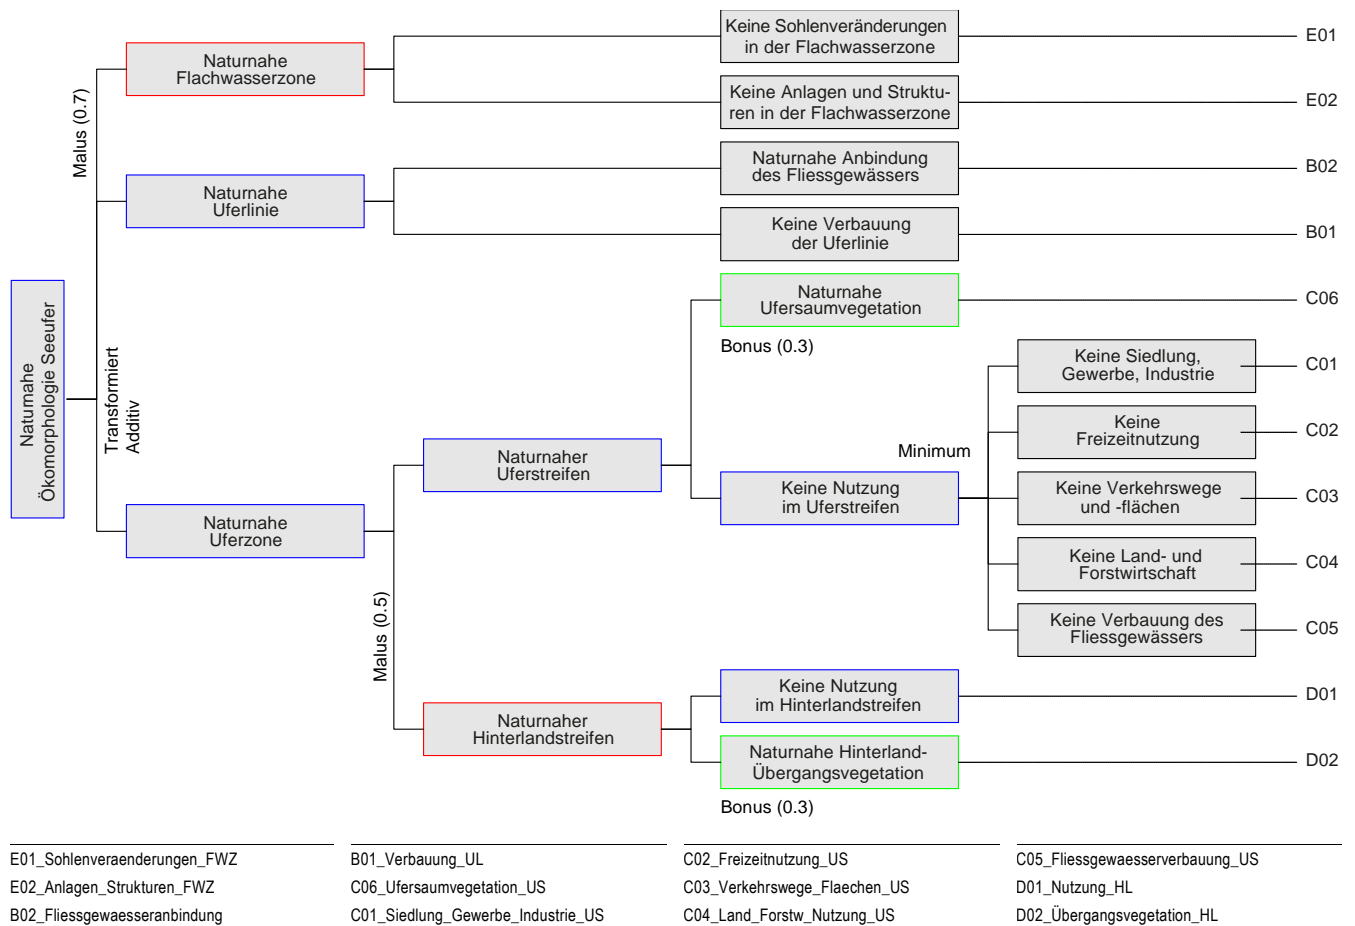 Keine Sohlenveränderungen
in der Flachwasserzone
E01
Naturnahe
Flachwasserzone
Malus (0.7)
Keine Anlagen und Struktu-
ren in der Flachwasserzone
E02
Naturnahe Anbindung
des Fliessgewässers
B02
Naturnahe
Uferlinie
Keine Verbauung
der Uferlinie
B01
Naturnahe
Ufersaumvegetation
C06
Bonus (0.3)
Naturnahe
Ökomorphologie Seeufer
Transformiert
Additiv
Keine Siedlung,
Gewerbe, Industrie
C01
Keine
Freizeitnutzung
C02
Minimum
Naturnaher
Uferstreifen
Keine Nutzung
im Uferstreifen
Keine Verkehrswege
und -flächen
C03
Naturnahe
Uferzone
Keine Land- und
Forstwirtschaft
C04
Malus (0.5)
Keine Verbauung des
Fliessgewässers
C05
Keine Nutzung
im Hinterlandstreifen
D01
Naturnaher
Hinterlandstreifen
Naturnahe Hinterland-
Übergangsvegetation
D02
Bonus (0.3)
E01_Sohlenveraenderungen_FWZ
E02_Anlagen_Strukturen_FWZ
B02_Fliessgewaesseranbindung
B01_Verbauung_UL
C06_Ufersaumvegetation_US
C01_Siedlung_Gewerbe_Industrie_US
C02_Freizeitnutzung_US
C03_Verkehrswege_Flaechen_US
C04_Land_Forstw_Nutzung_US
C05_Fliessgewaesserverbauung_US
D01_Nutzung_HL
D02_Übergangsvegetation_HL